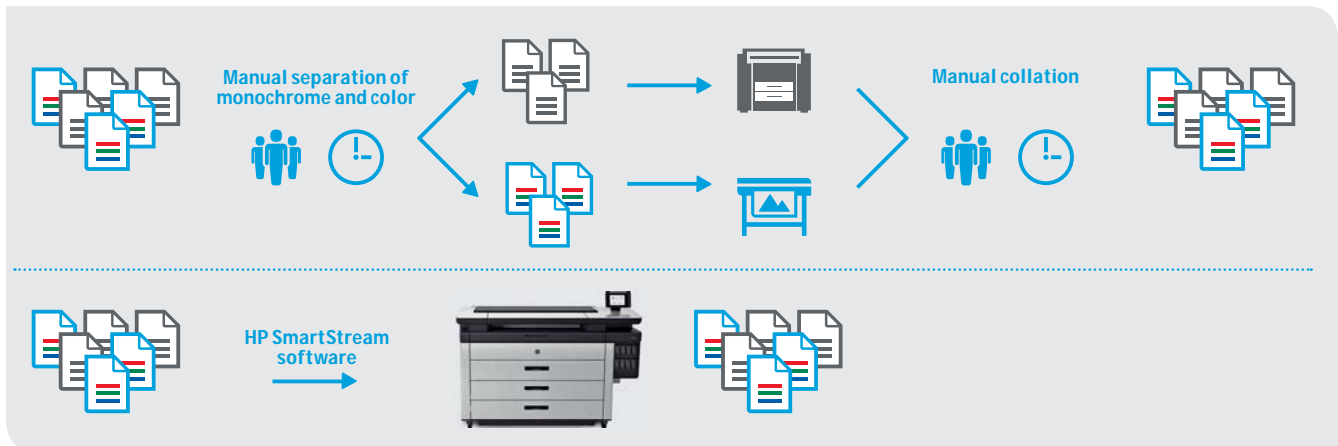 Manual separation of
monochrome and color
Manual collation
HP SmartStream
software